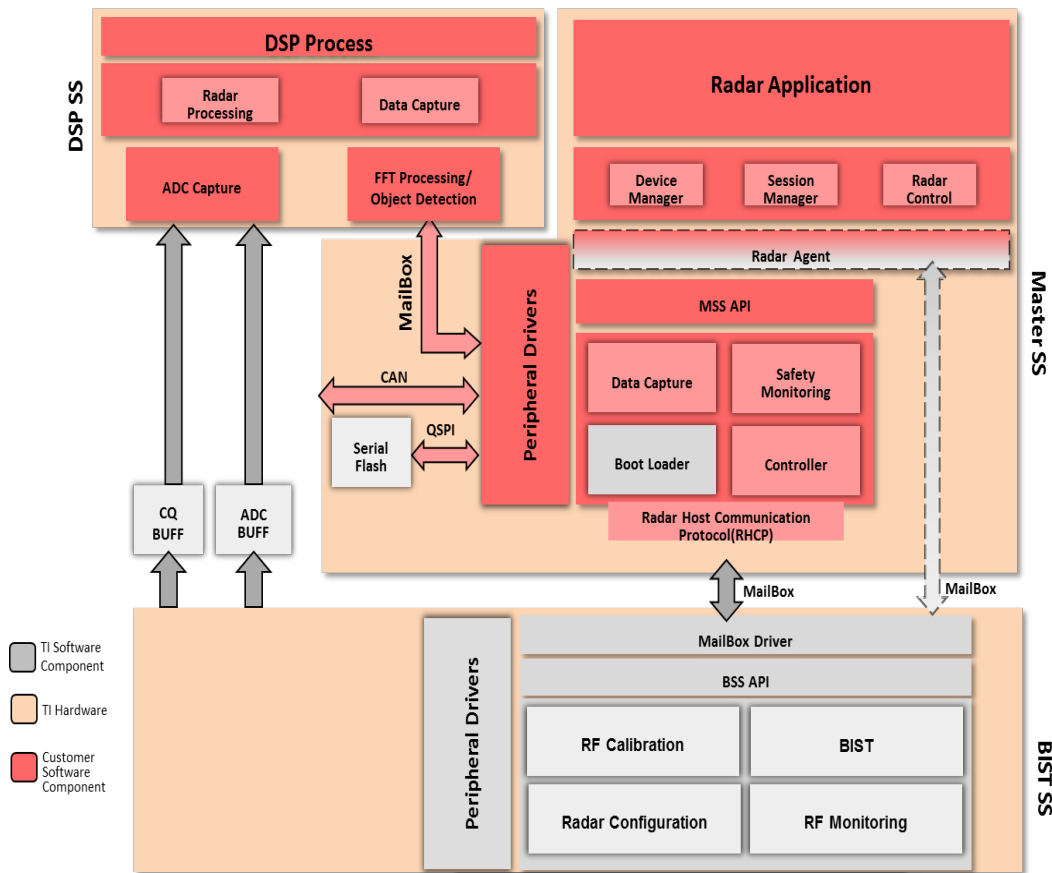 DSP SS
DSP Process
Radar
Processing
Data Capture
ADC Capture
FFT Processing/
Object Detection
Radar Application
Device
Manager
Session
Manager
Radar
Control
Radar Agent
Master SS
MSS API
Peripheral Drivers
Data Capture
Safety
Monitoring
Boot Loader
Controller
Radar Host Communication
Protocol(RHCP)
MailBox
CAN
QSPI
Serial
Flash
CQ
BUFF
ADC
BUFF
MailBox
MailBox
Peripheral Drivers
MailBox Driver
BSS API
RF Calibration
BIST
Radar Configuration
RF Monitoring
BIST SS
TI Software
Component
TI Hardware
Customer
Software
Component